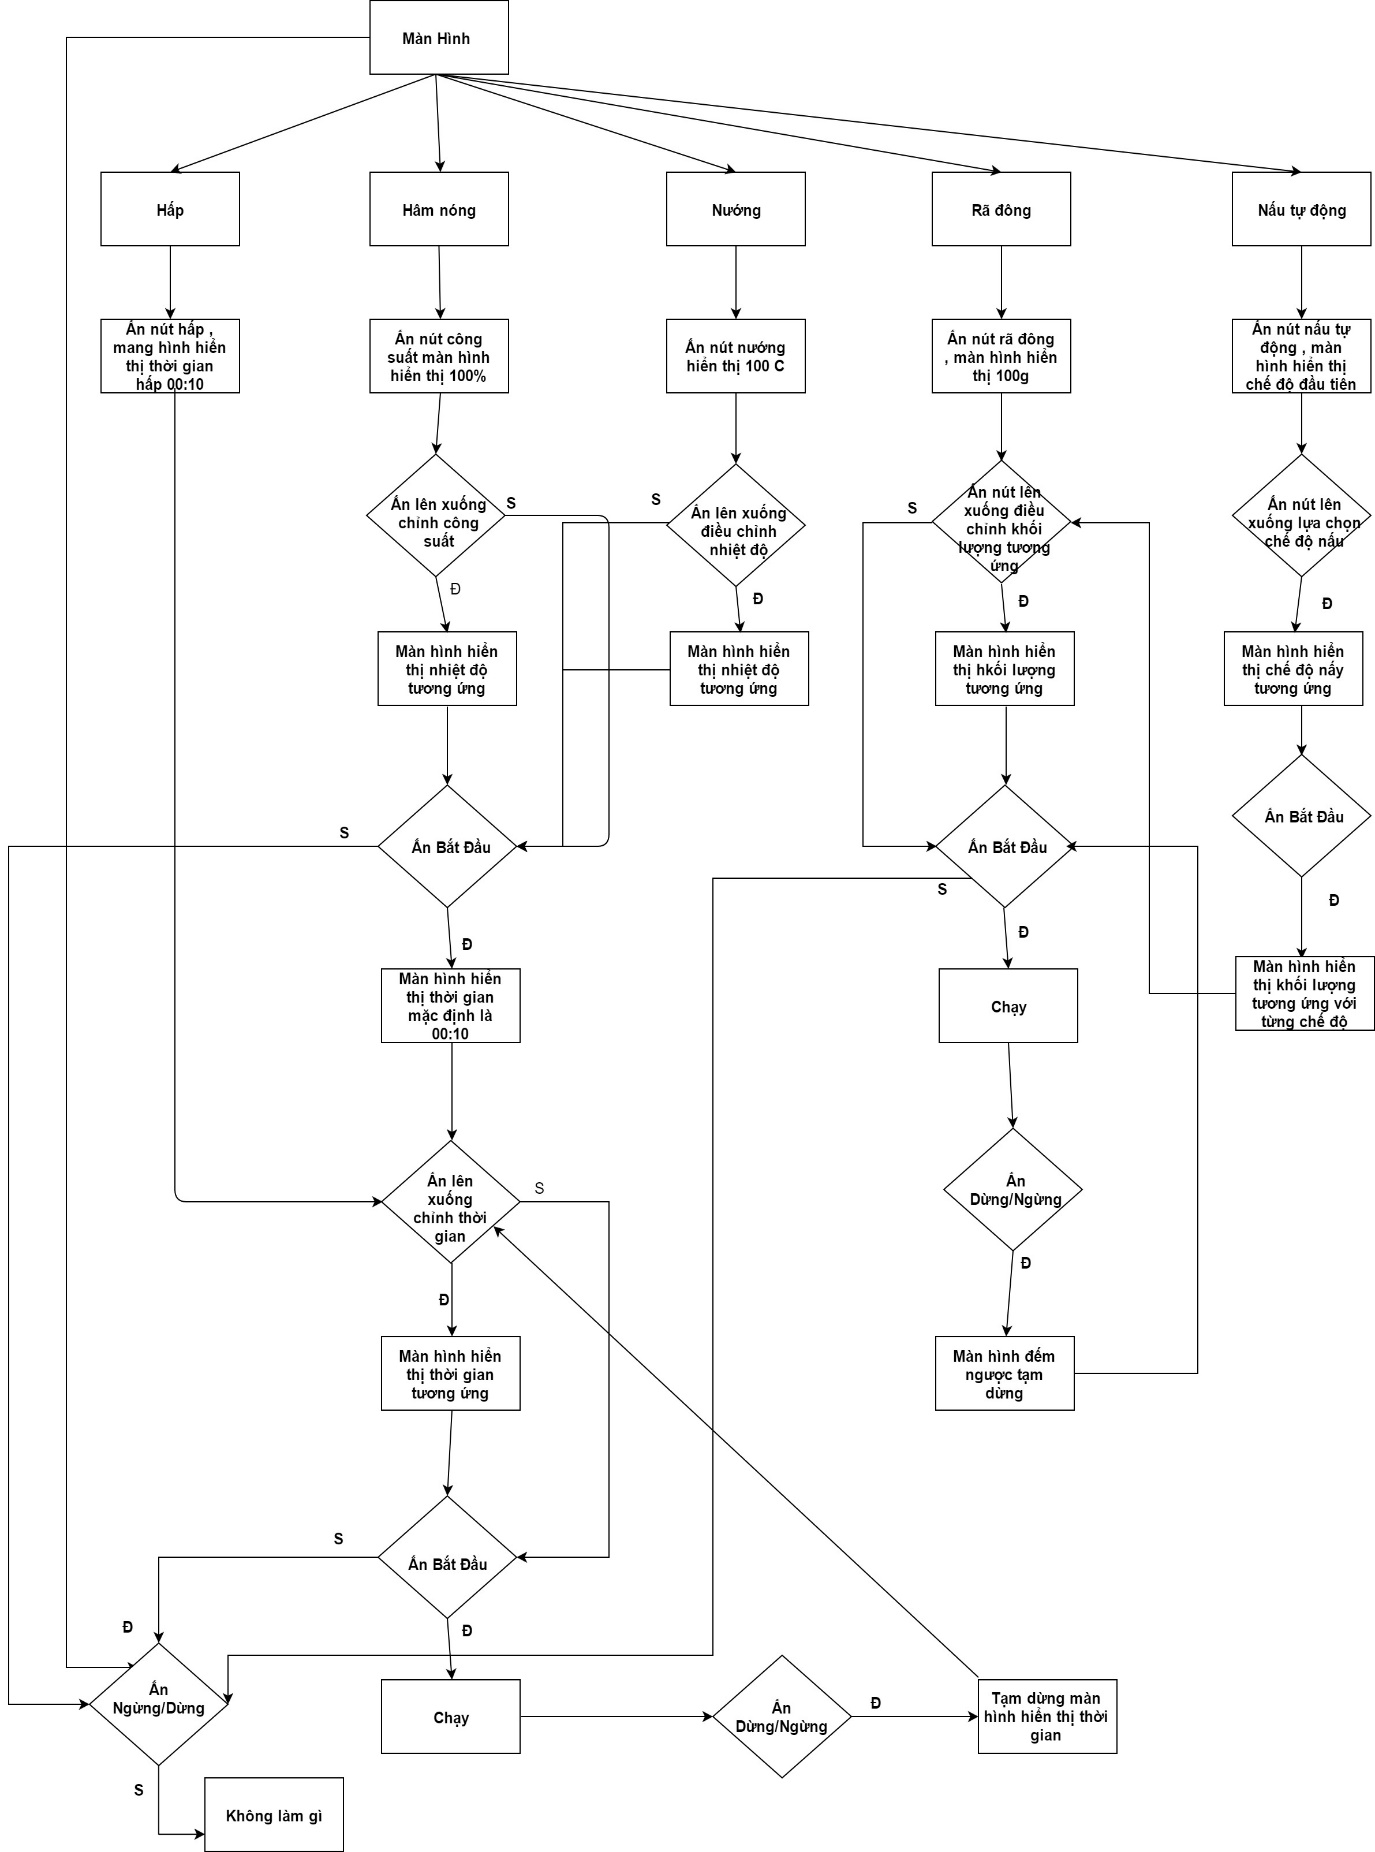 Màn Hình
Hấp
Hâm nóng
Nướng
Rã đông
Nấu tự động
Ấn nút hấp ,
mang hình hiển
thị thời gian
hấp 00:10
Ấn nút công
suất màn hình
hiển thị 100%
Ấn nút nướng
hiển thị 100 C
Ấn nút rã đông
, màn hình hiển
thị 100g
Ấn nút nấu tự
động , màn
hình hiển thị
chế độ đầu tiên
Ấn lên xuống
chỉnh công
suất
S
Đ
S
Ấn lên xuống
điều chỉnh
nhiệt độ
Đ
S
Ấn nút lên
xuống điều
chỉnh khối
lượng tương
ứng
Đ
Ấn nút lên
xuống lựa chọn
chế độ nấu
Đ
Màn hình hiển
thị nhiệt độ
tương ứng
Màn hình hiển
thị nhiệt độ
tương ứng
Màn hình hiển
thị hkối lượng
tương ứng
Màn hình hiển
thị chế độ nấy
tương ứng
S
Ấn Bắt Đầu
Đ
Ấn Bắt Đầu
S
Đ
Ấn Bắt Đầu
Đ
Màn hình hiển
thị thời gian
mặc định là
00:10
Chạy
Màn hình hiển
thị khối lượng
tương ứng với
từng chế độ
Ấn lên
xuống
chỉnh thời
gian
S
Đ
Ấn
Dừng/Ngừng
Đ
Màn hình hiển
thị thời gian
tương ứng
Màn hình đếm
ngược tạm
dừng
S
Ấn Bắt Đầu
Đ
Đ
Ấn
Ngừng/Dừng
S
Chạy
Ấn
Dừng/Ngừng
Đ
Tạm dừng màn
hình hiển thị thời
gian
Không làm gì